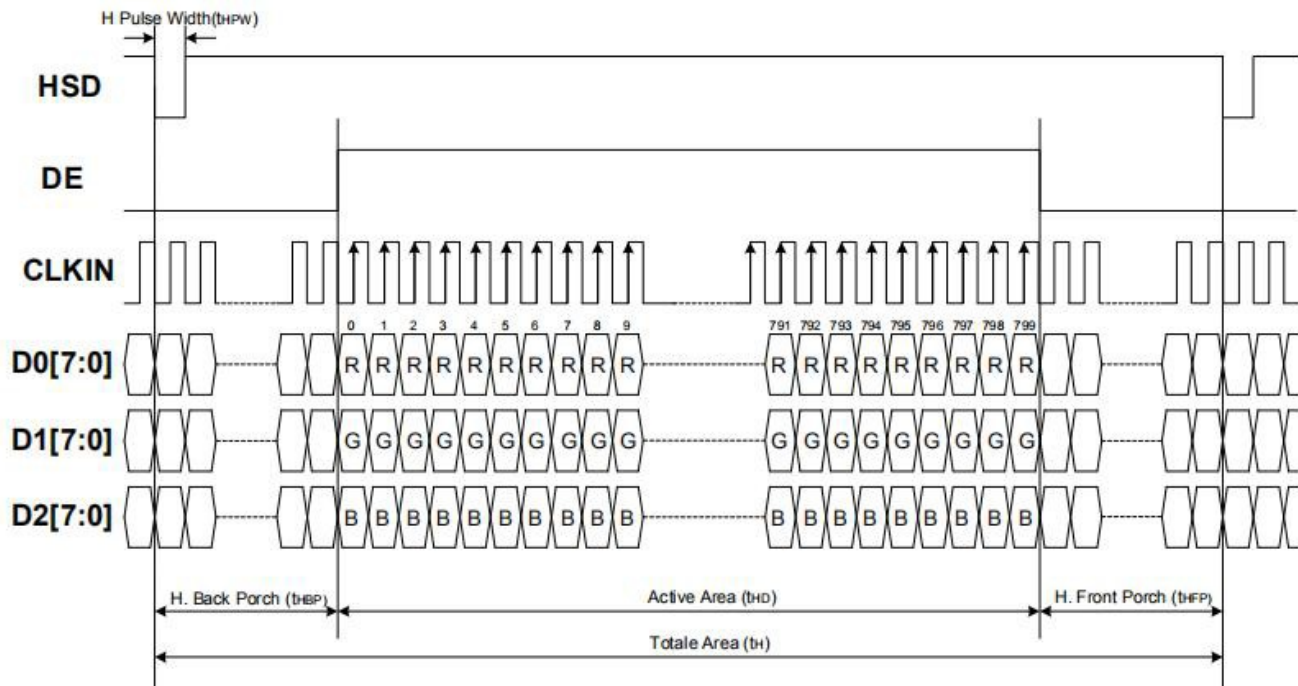 H Pulse Width(tHPW)
HSD
DE
CLKIN
0 1 2 3 4 5 6 7 8 9 791 792 793 794 795 796 797 798 799
D0[7:0] R R R R R R R R R R R R R R R R R R R
D1[7:0] G G G G G G G G G G G G G G G G G G G
D2[7:0] B B B B B B B B B B B B B B B B B B B
H. Back Porch (tHBP) Active Area (tHD) H. Front Porch (tHFP)
Totale Area (tH)